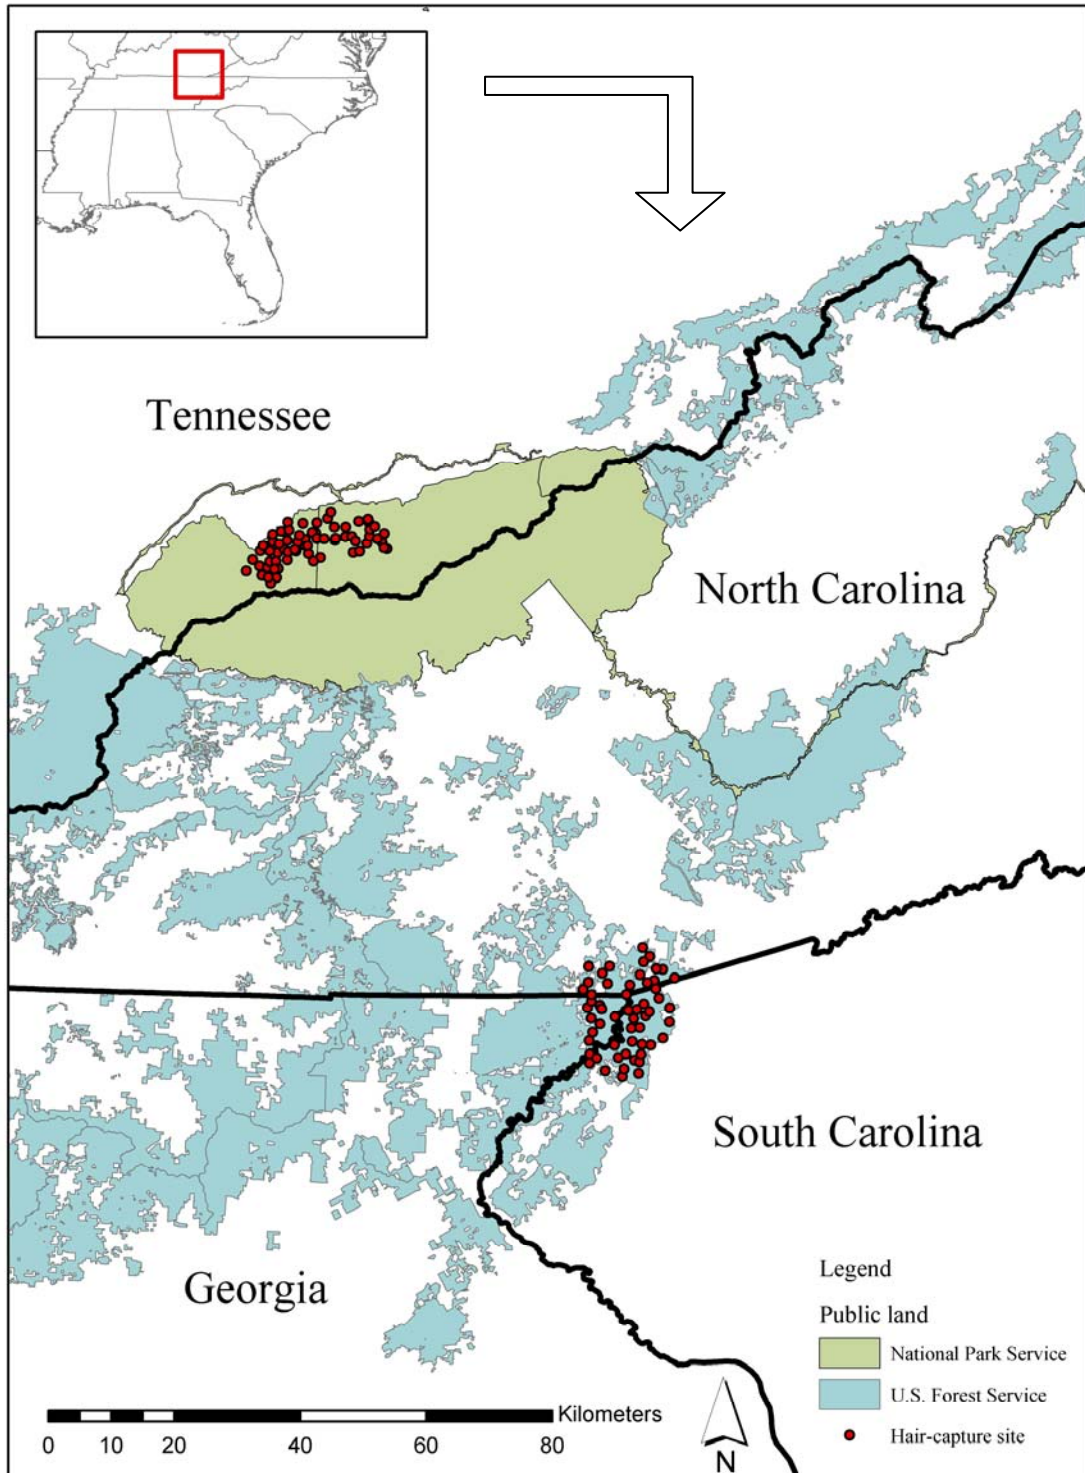 Tennessee
North Carolina
South Carolina
Georgia
Legend
Public land
National Park Service
U.S. Forest Service
Hair-capture site
Kilometers
0 10 20 40 60 80
N